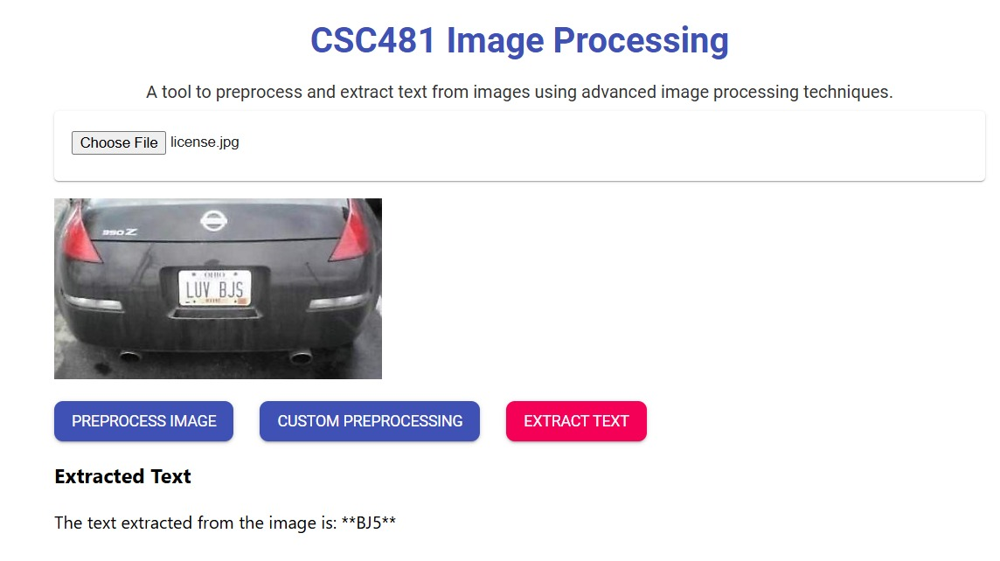 CSC481 Image Processing
A tool to preprocess and extract text from images using advanced image processing techniques.
Choose File license.jpg
350Z
OHIO
LUV BJS
PREPROCESS IMAGE CUSTOM PREPROCESSING EXTRACT TEXT
Extracted Text
The text extracted from the image is: **BJ5**